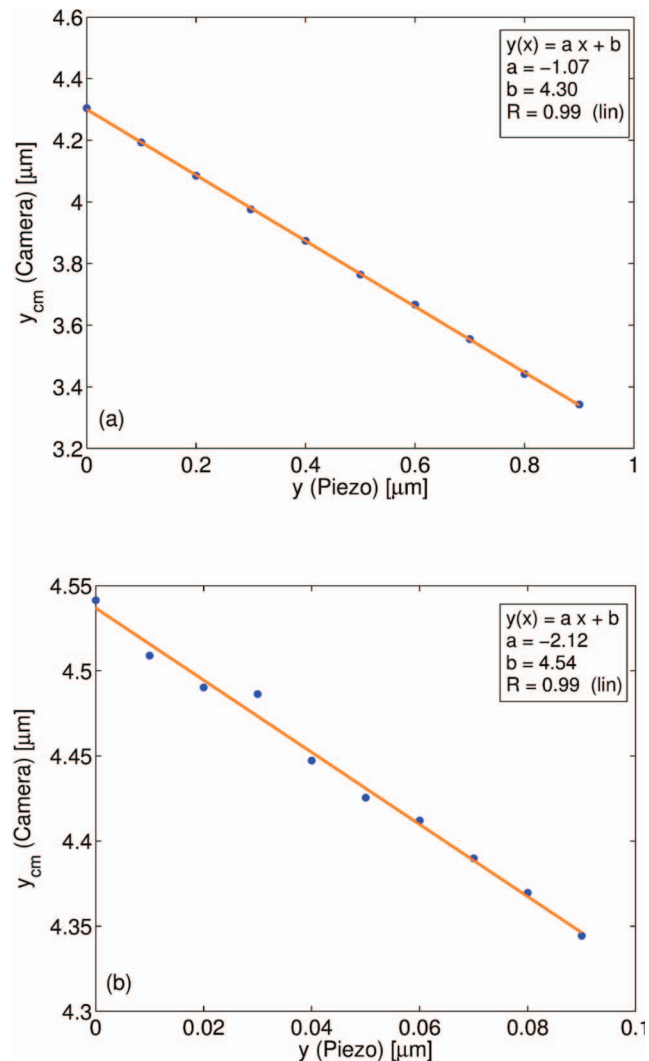 4.6
4.4
4.2
4
3.8
3.6
3.4
3.2
y_cm (Camera) [μm]
y(x) = a x + b
a = −1.07
b = 4.30
R = 0.99 (lin)
(a)
0 0.2 0.4 0.6 0.8 1
y (Piezo) [μm]
4.55
4.5
4.45
4.4
4.35
4.3
y_cm (Camera) [μm]
y(x) = a x + b
a = −2.12
b = 4.54
R = 0.99 (lin)
(b)
0 0.02 0.04 0.06 0.08 0.1
y (Piezo) [μm]